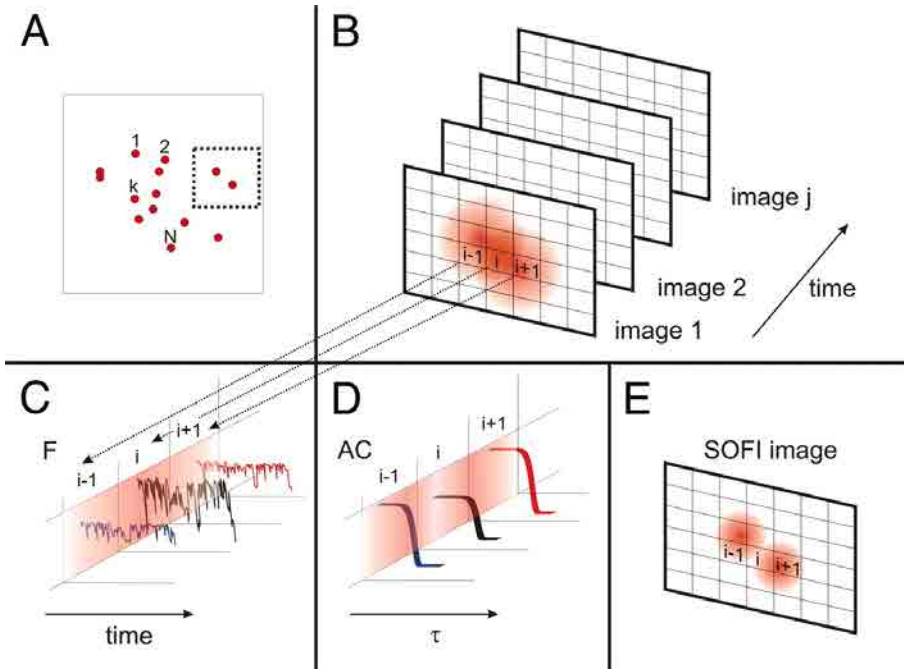 A
1
2
k
N
B
i-1 i i+1
image 1
image 2
image j
time
C
F
i-1
i
i+1
time
D
AC
i-1
i
i+1
τ
E
SOFI image
i-1 i i+1